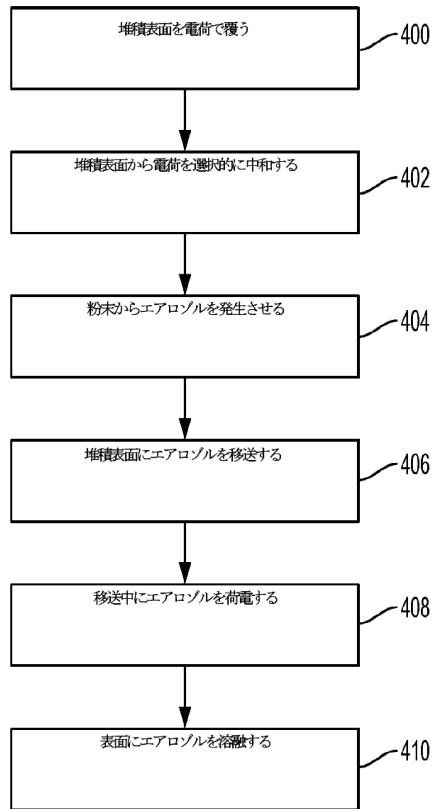 堆積表面を電荷で覆う
400
堆積表面から電荷を選択的に中和する
402
粉末からエアロゾルを発生させる
404
堆積表面にエアロゾルを移送する
406
移送中にエアロゾルを荷電する
408
表面にエアロゾルを溶融する
410